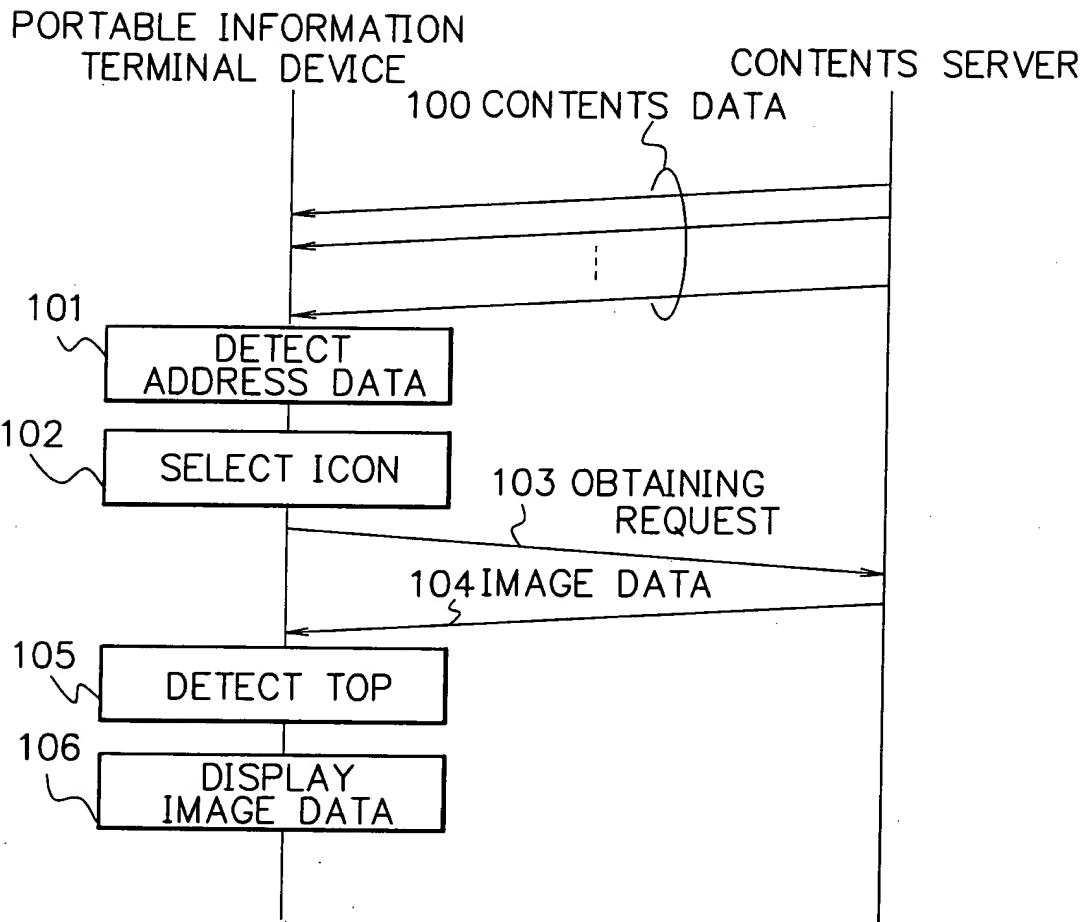 PORTABLE INFORMATION
TERMINAL DEVICE
CONTENTS SERVER
100 CONTENTS DATA
101
DETECT
ADDRESS DATA
102
SELECT ICON
103 OBTAINING
REQUEST
104 IMAGE DATA
105
DETECT TOP
106
DISPLAY
IMAGE DATA